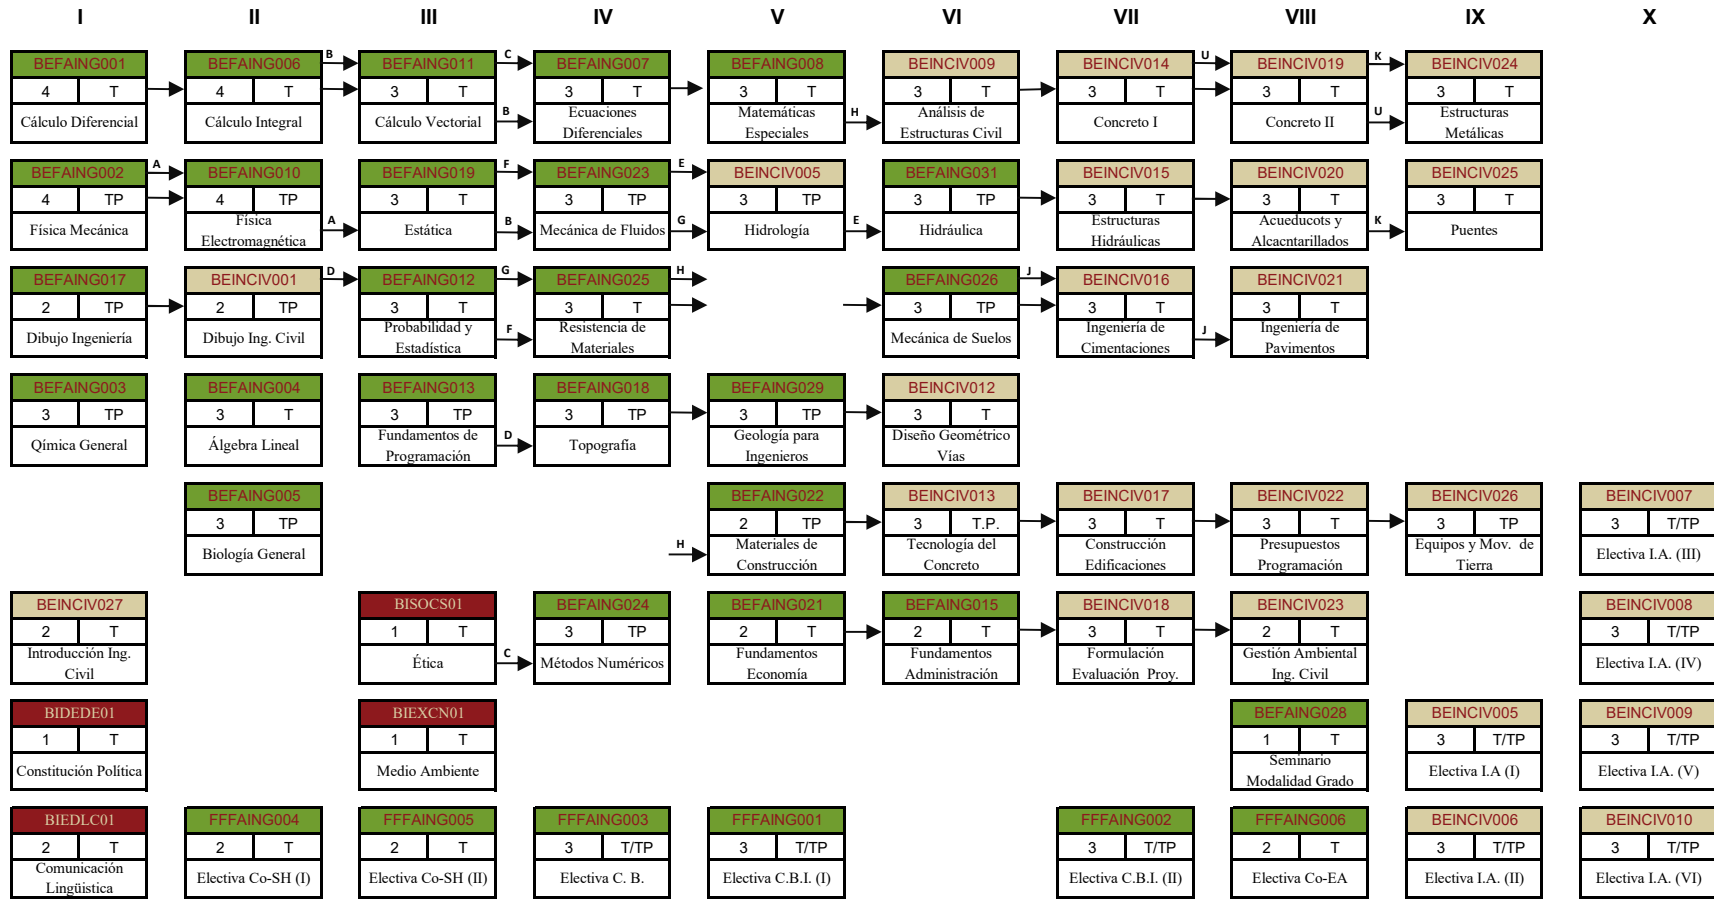 I II III IV V VI VII VIII IX X
B C U K
BEFAING001 BEFAING006 BEFAING011 BEFAING007 BEFAING008 BEINCIV009 BEINCIV014 BEINCIV019 BEINCIV024
4 T 4 T 3 T 3 T 3 T 3 T 3 T 3 T 3 T
Cálculo Diferencial Cálculo Integral Cálculo Vectorial B Ecuaciones Diferenciales Matemáticas Especiales H Análisis de Estructuras Civil Concreto I Concreto II U Estructuras Metálicas
A F E
BEFAING002 BEFAING010 BEFAING019 BEFAING023 BEINCIV005 BEFAING031 BEINCIV015 BEINCIV020 BEINCIV025
4 TP 4 TP 3 T 3 TP 3 TP 3 TP 3 T 3 T 3 T
Física Mecánica Física Electromagnética A Estática B Mecánica de Fluidos G Hidrología E Hidráulica Estructuras Hidráulicas Acueducots y Alcacntarillados K Puentes
D G H J
BEFAING017 BEINCIV001 BEFAING012 BEFAING025 BEFAING026 BEINCIV016 BEINCIV021
2 TP 2 TP 3 T 3 T 3 TP 3 T 3 T
Dibujo Ingeniería Dibujo Ing. Civil Probabilidad y Estadística F Resistencia de Materiales Mecánica de Suelos Ingeniería de Cimentaciones J Ingeniería de Pavimentos
BEFAING003 BEFAING004 BEFAING013 BEFAING018 BEFAING029 BEINCIV012
3 TP 3 T 3 TP 3 TP 3 TP 3 T
Qímica General Álgebra Lineal Fundamentos de Programación D Topografía Geología para Ingenieros Diseño Geométrico Vías
BEFAING005 BEFAING022 BEINCIV013 BEINCIV017 BEINCIV022 BEINCIV026 BEINCIV007
3 TP 2 TP 3 T.P. 3 T 3 T 3 TP 3 T/TP
Biología General H Materiales de Construcción Tecnología del Concreto Construcción Edificaciones Presupuestos Programación Equipos y Mov. de Tierra Electiva I.A. (III)
BEINCIV027 BISOCS01 BEFAING024 BEFAING021 BEFAING015 BEINCIV018 BEINCIV023 BEINCIV008
2 T 1 T 3 TP 2 T 2 T 3 T 2 T 3 T/TP
Introducción Ing. Civil Ética C Métodos Numéricos Fundamentos Economía Fundamentos Administración Formulación Evaluación Proy. Gestión Ambiental Ing. Civil Electiva I.A. (IV)
BIDEDE01 BIEXCN01 BEFAING028 BEINCIV005 BEINCIV009
1 T 1 T 1 T 3 T/TP 3 T/TP
Constitución Política Medio Ambiente Seminario Modalidad Grado Electiva I.A (I) Electiva I.A. (V)
BIEDLC01 FFFAING004 FFFAING005 FFFAING003 FFFAING001 FFFAING002 FFFAING006 BEINCIV006 BEINCIV010
2 T 2 T 2 T 3 T/TP 3 T/TP 3 T/TP 2 T 3 T/TP 3 T/TP
Comunicación Lingüistica Electiva Co-SH (I) Electiva Co-SH (II) Electiva C. B. Electiva C.B.I. (I) Electiva C.B.I. (II) Electiva Co-EA Electiva I.A. (II) Electiva I.A. (VI)